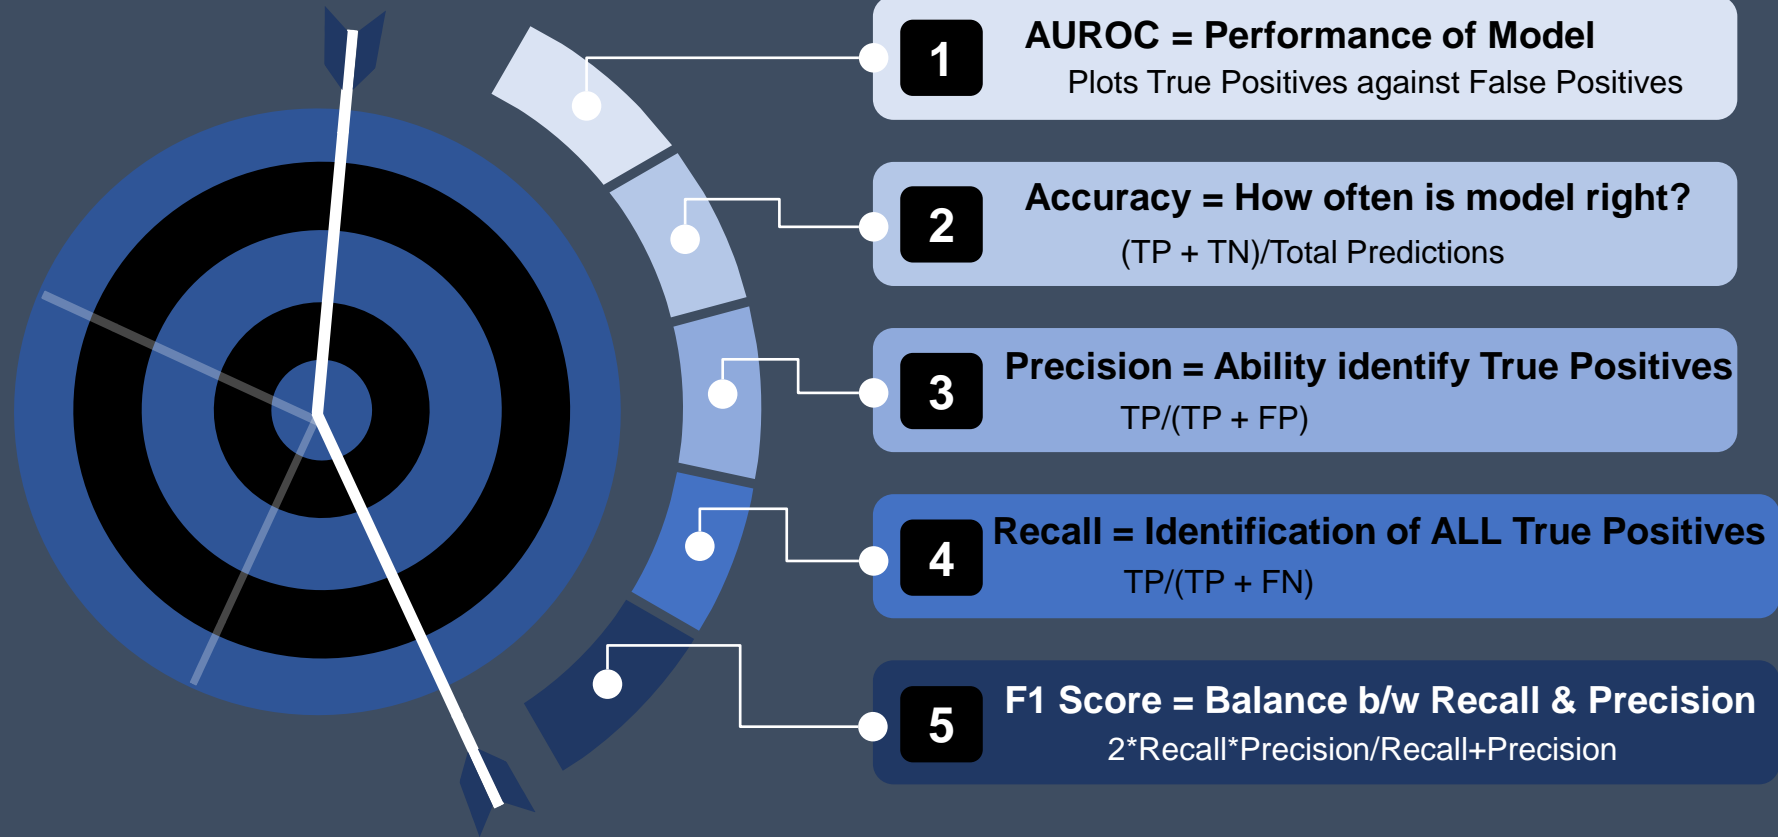 1
AUROC = Performance of Model
Plots True Positives against False Positives
2
Accuracy = How often is model right?
(TP + TN)/Total Predictions
3
Precision = Ability identify True Positives
TP/(TP + FP)
4
Recall = Identification of ALL True Positives
TP/(TP + FN)
5
F1 Score = Balance b/w Recall & Precision
2*Recall*Precision/Recall+Precision